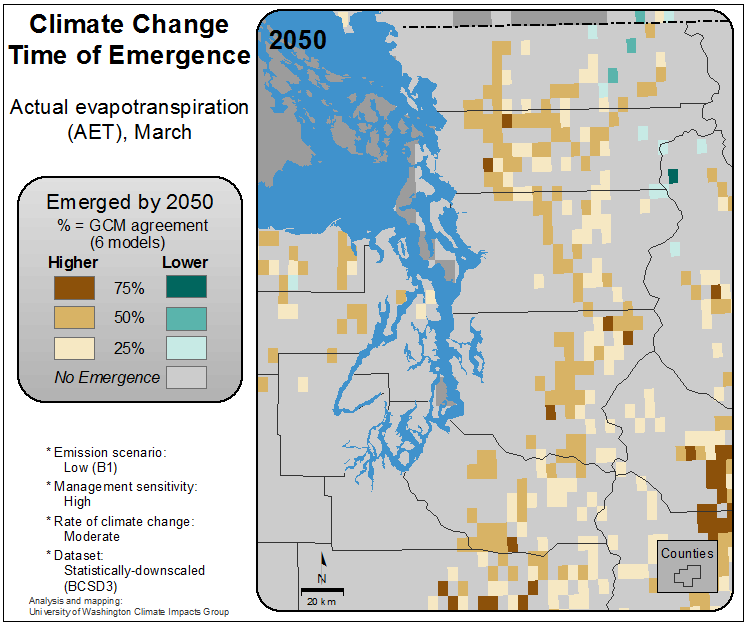 Climate Change
Time of Emergence
Actual evapotranspiration
(AET), March
Emerged by 2050
% = GCM agreement
(6 models)
Higher Lower
75%
50%
25%
No Emergence
* Emission scenario:
Low (B1)
* Management sensitivity:
High
* Rate of climate change:
Moderate
* Dataset:
Statistically-downscaled
(BCSD3)
Analysis and mapping:
University of Washington Climate Impacts Group
2050
N
20 km
Counties